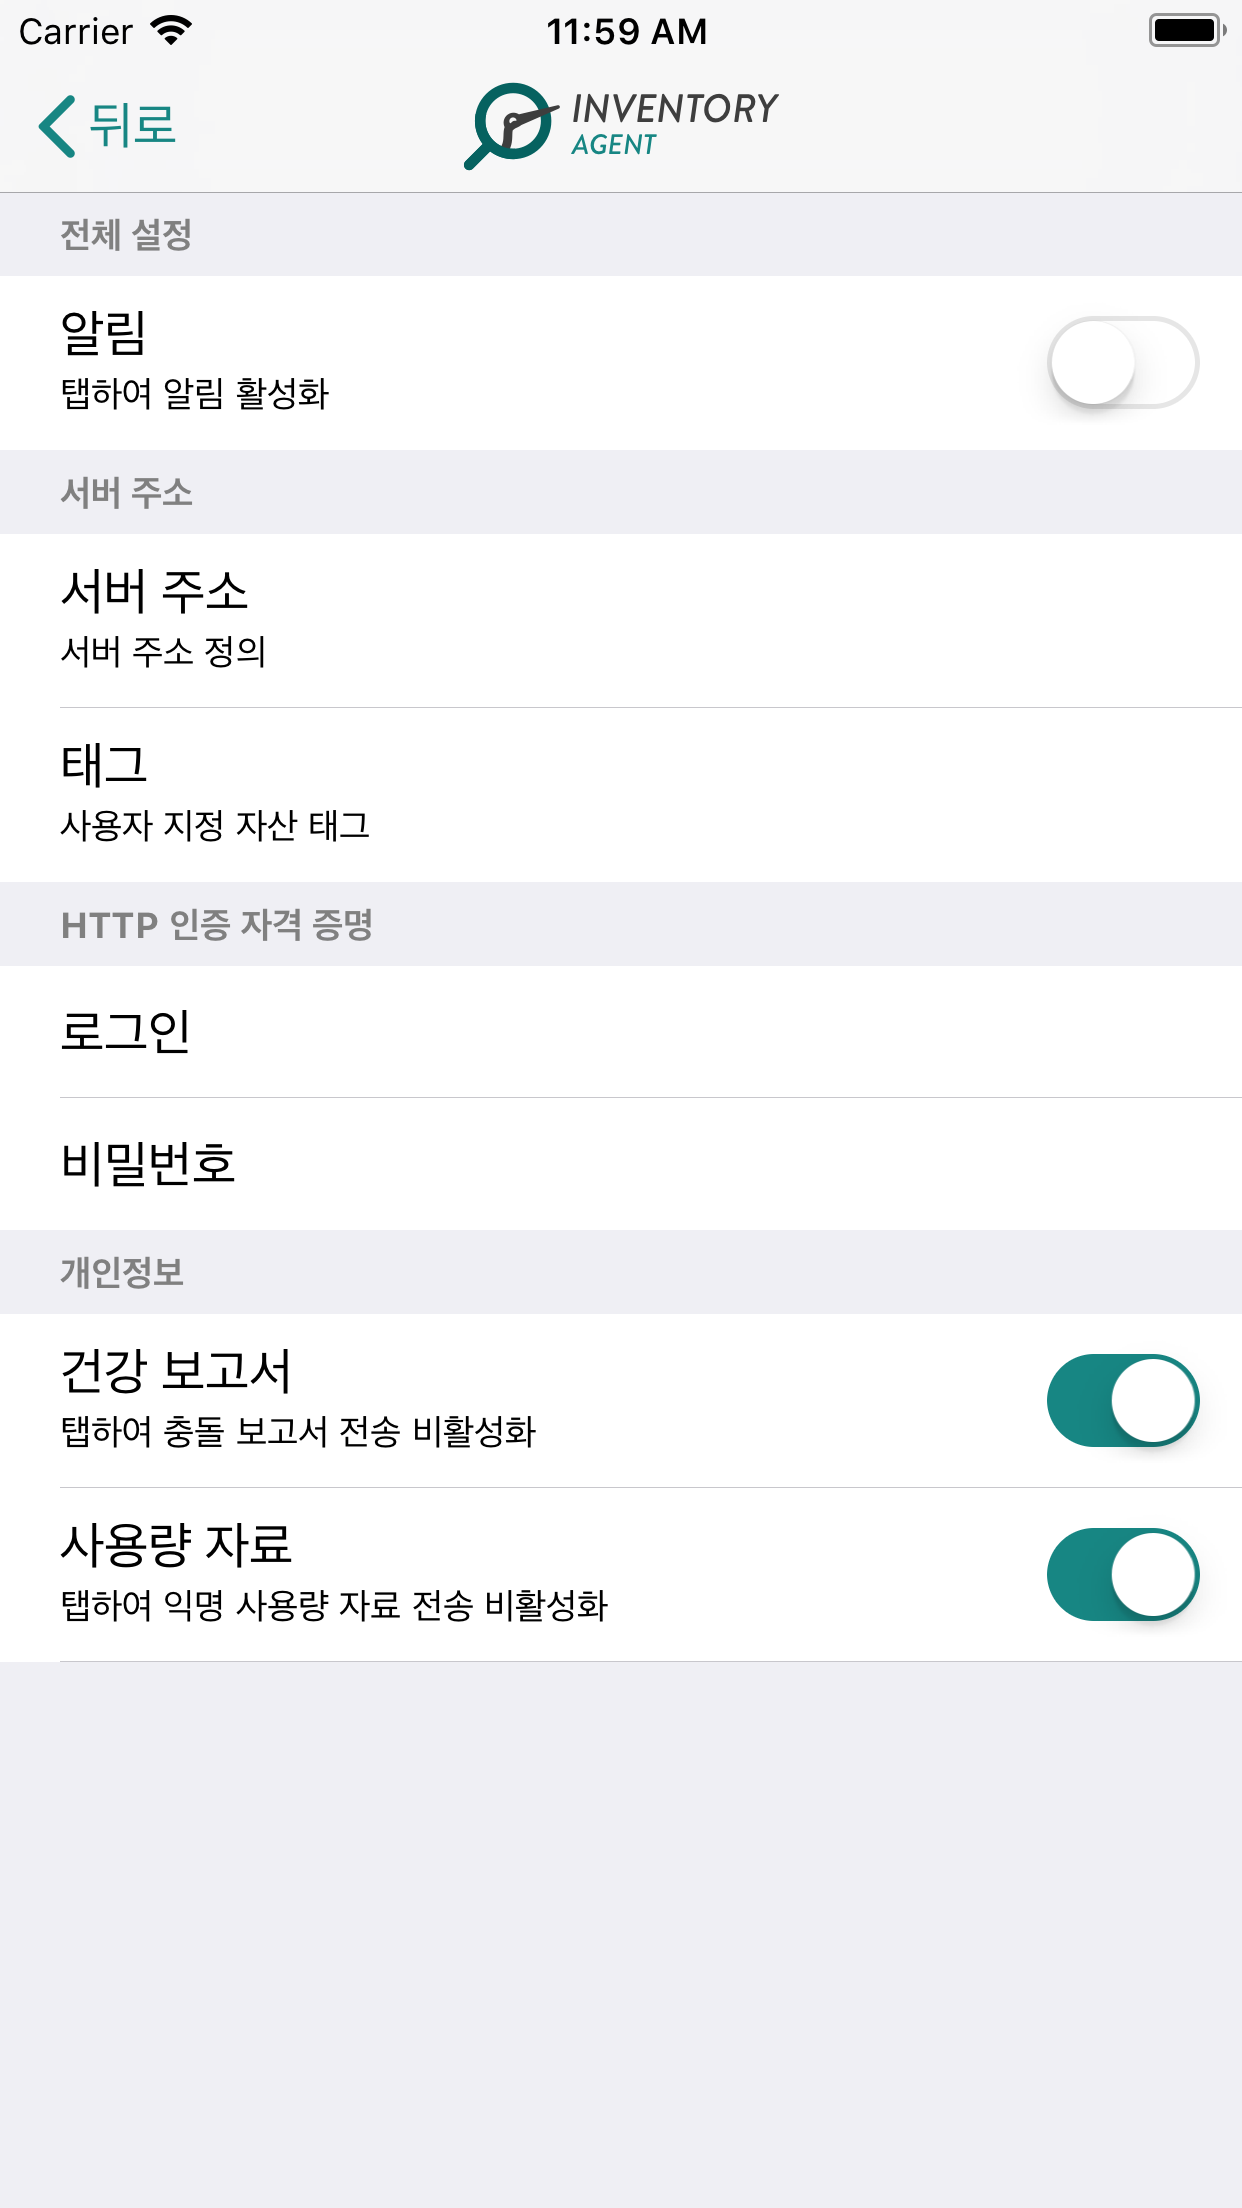 Carrier 11:59 AM
뒤로
INVENTORY
AGENT
전체 설정
알림
탭하여 알림 활성화
서버 주소
서버 주소
서버 주소 정의
태그
사용자 지정 자산 태그
HTTP 인증 자격 증명
로그인
비밀번호
개인정보
건강 보고서
탭하여 충돌 보고서 전송 비활성화
사용량 자료
탭하여 익명 사용량 자료 전송 비활성화